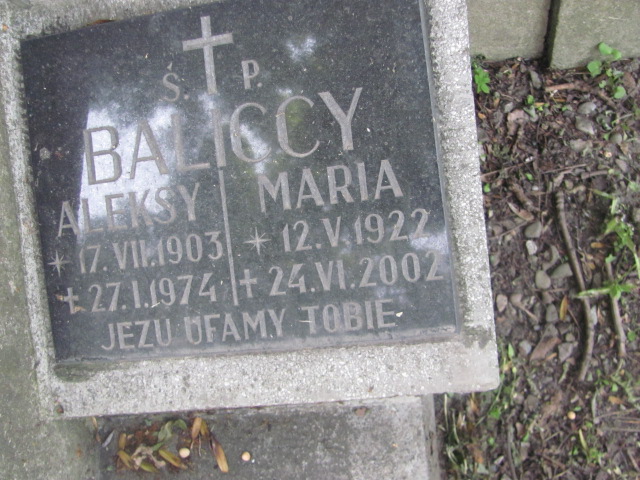 Ś. P.
BALICCY
ALEKSY MARIA
* 17.VII.1903 * 12.V.1922
+ 27.I.1974 + 24.VI.2002
JEZU UFAMY TOBIE